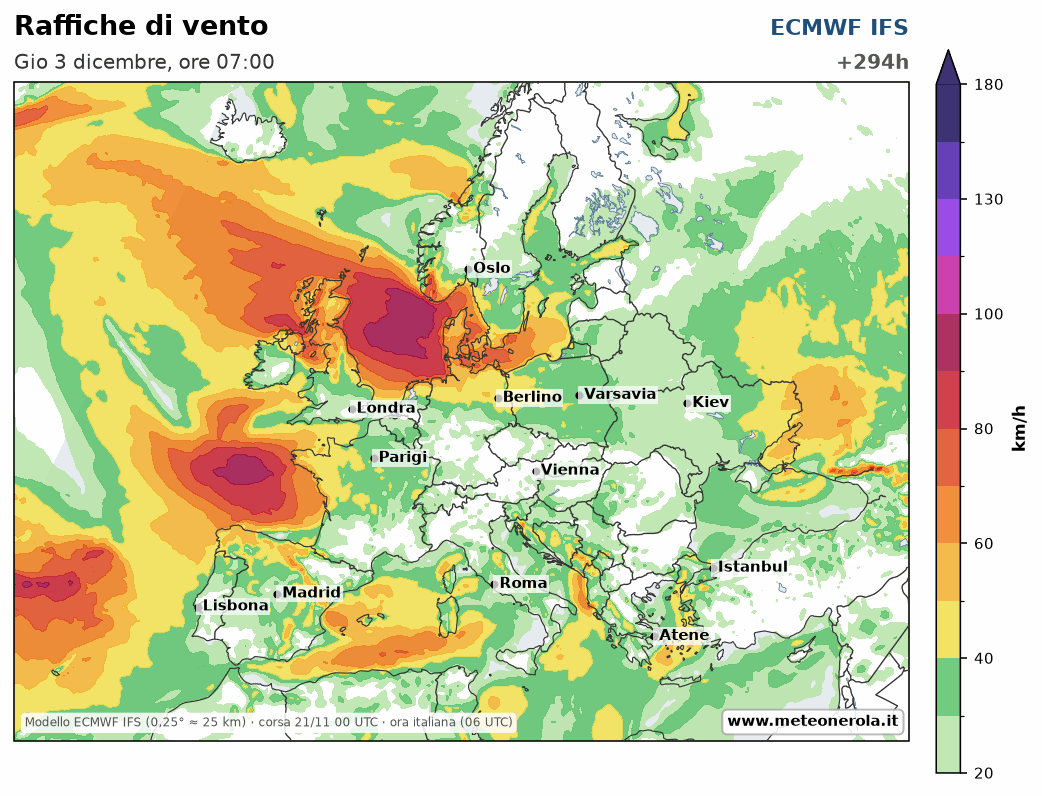 Raffiche di vento
ECMWF IFS
Gio 3 dicembre, ore 07:00
+294h
180
130
100
80
60
40
20
km/h
Oslo
Berlino
Varsavia
Kiev
Londra
Parigi
Vienna
Roma
Istanbul
Madrid
Lisbona
Atene
Modello ECMWF IFS (0,25° ≈ 25 km) · corsa 21/11 00 UTC · ora italiana (06 UTC)
www.meteonerola.it